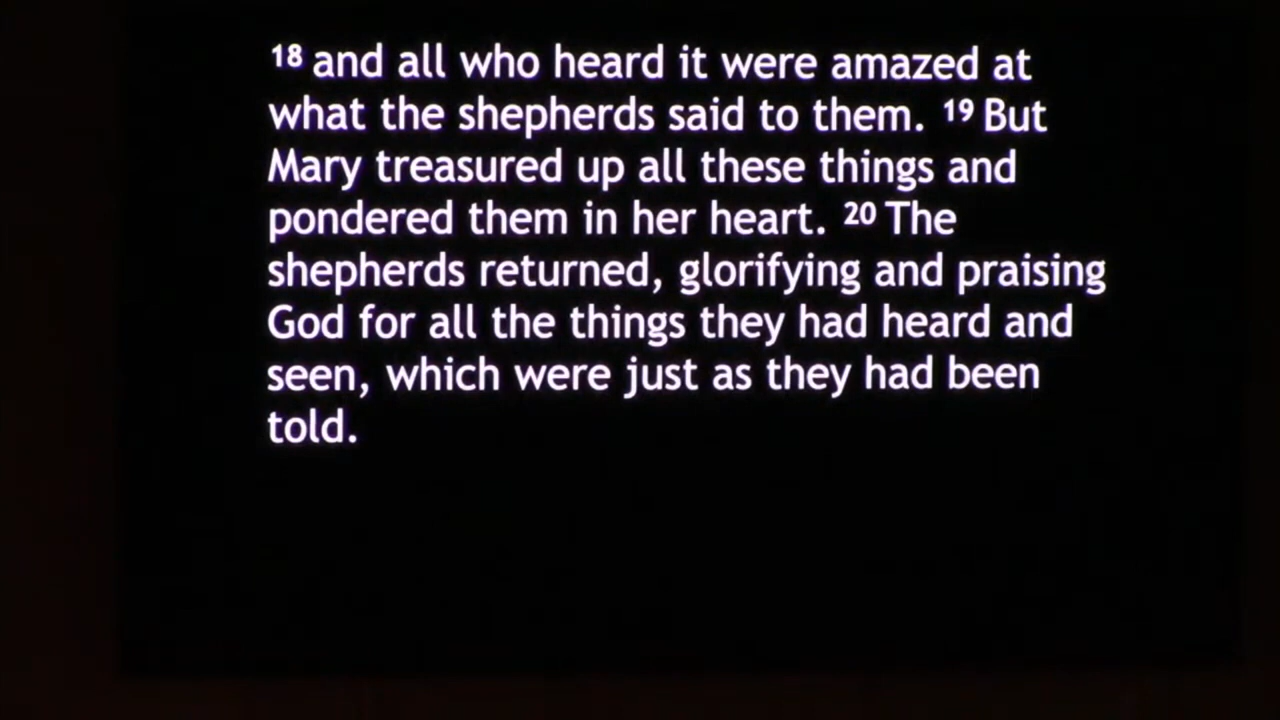 18 and all who heard it were amazed at
what the shepherds said to them. 19 But
Mary treasured up all these things and
pondered them in her heart. 20 The
shepherds returned, glorifying and praising
God for all the things they had heard and
seen, which were just as they had been
told.